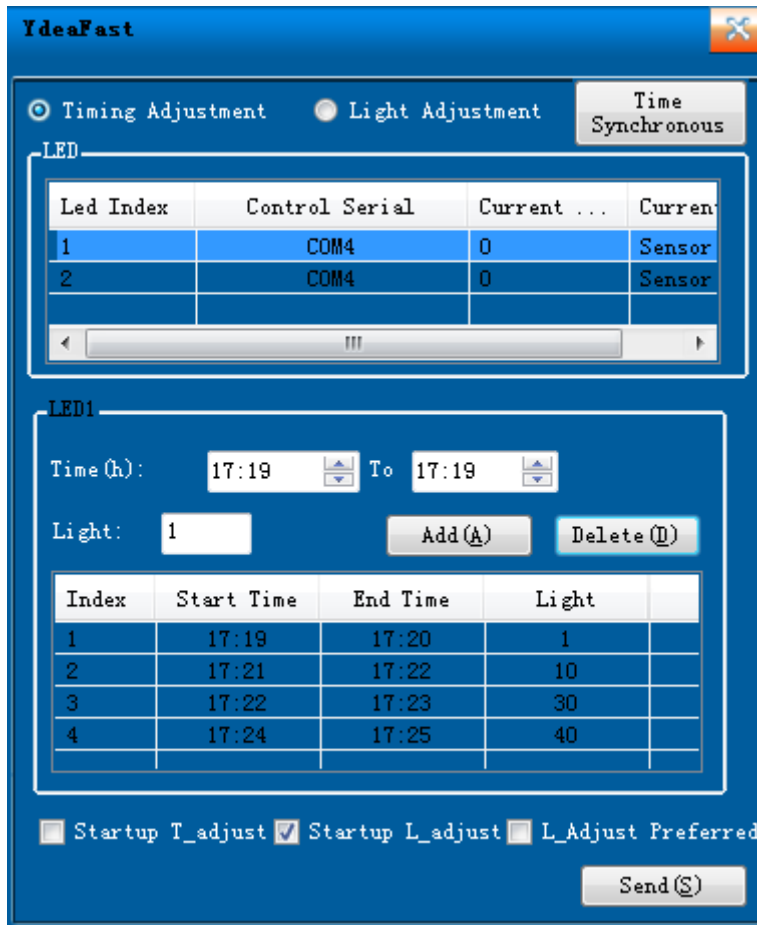 YdeaFast
Timing Adjustment Light Adjustment Time Synchronous
LED
Led Index Control Serial Current ... Curren
1 COM4 0 Sensor
2 COM4 0 Sensor
LED1
Time(h): 17:19 To 17:19
Light: 1 Add(A) Delete(D)
Index Start Time End Time Light
1 17:19 17:20 1
2 17:21 17:22 10
3 17:22 17:23 30
4 17:24 17:25 40
Startup T_adjust Startup L_adjust L_Adjust Preferred
Send(S)